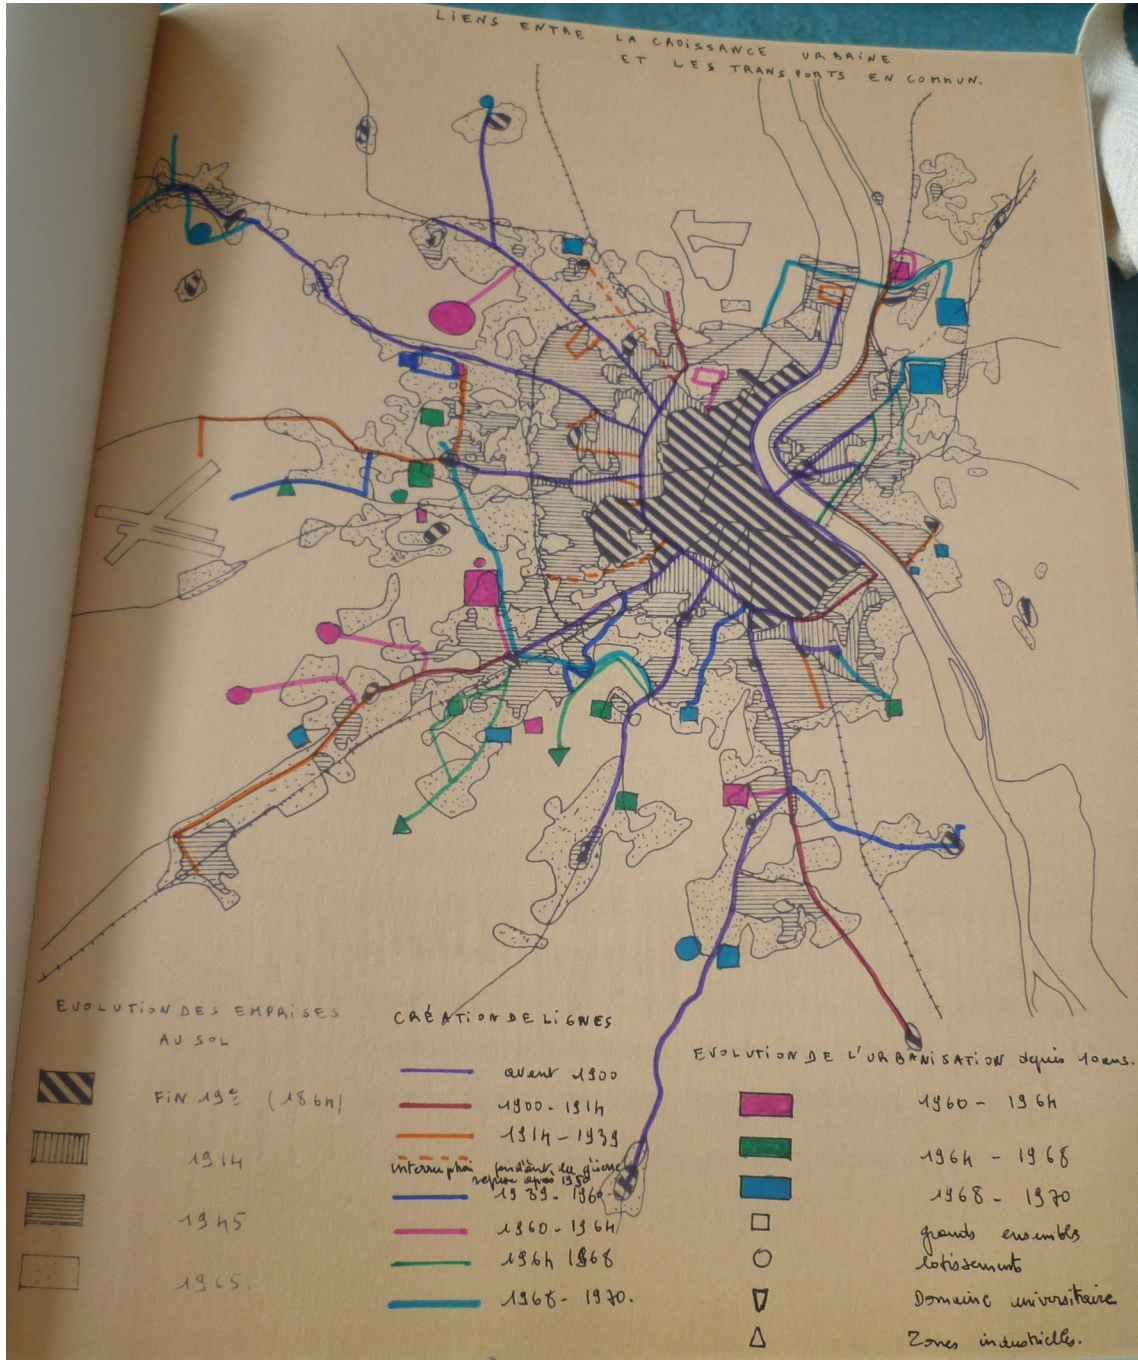 LIENS ENTRE LA CROISSANCE URBAINE
ET LES TRANSPORTS EN COMMUN.
EVOLUTION DES EMPRISES
AU SOL
FIN 19e (1864)
1914
1945
1965.
CRÉATION DE LIGNES
avant 1900
1900-1914
1914-1939
interruption pendant la guerre
reprise après 1950
1939-1960
1960-1964
1964 1968
1968-1970.
EVOLUTION DE L'URBANISATION depuis 10 ans.
1960-1964
1964-1968
1968-1970
grands ensembles
lotissements
Domaine universitaire
Zones industrielles.